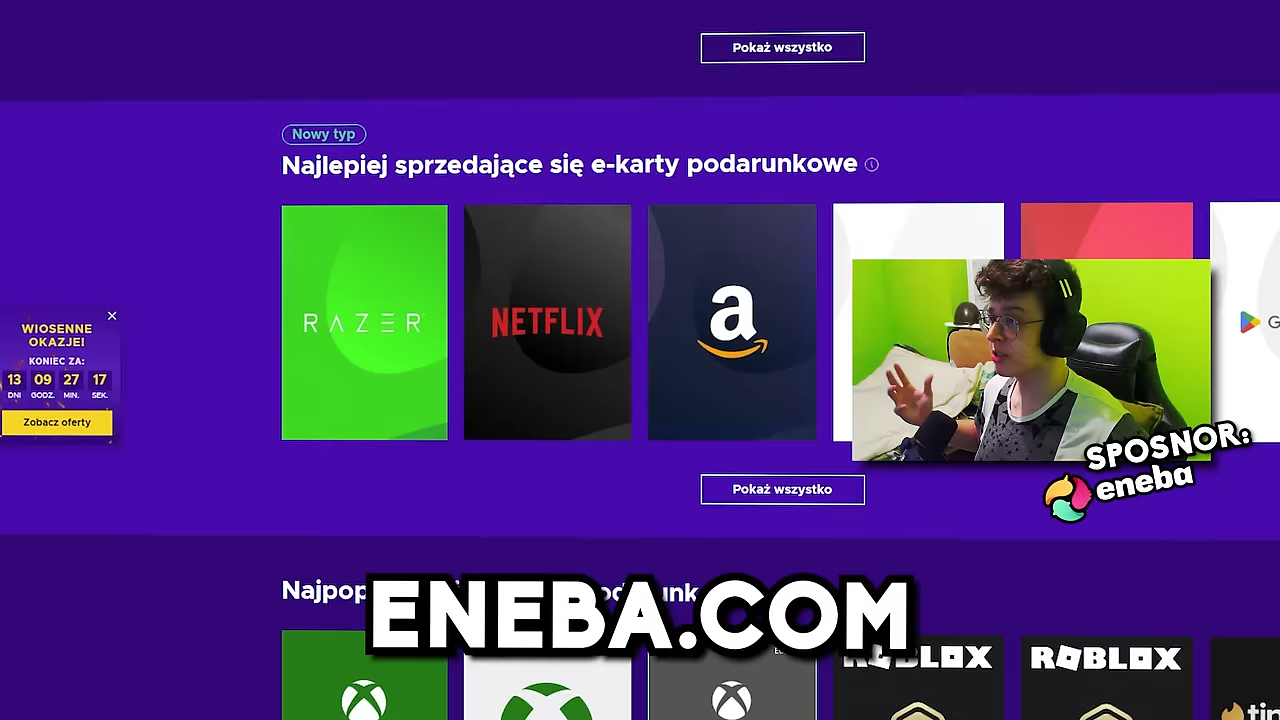 Pokaż wszystko
Nowy typ
Najlepiej sprzedające się e-karty podarunkowe
RAZER
NETFLIX
a
G
WIOSENNE
OKAZJE!
KONIEC ZA:
13 09 27 17
DNI GODZ. MIN. SEK.
Zobacz oferty
SPOSNOR:
eneba
Pokaż wszystko
ENEBA.COM
ROBLOX
ROBLOX